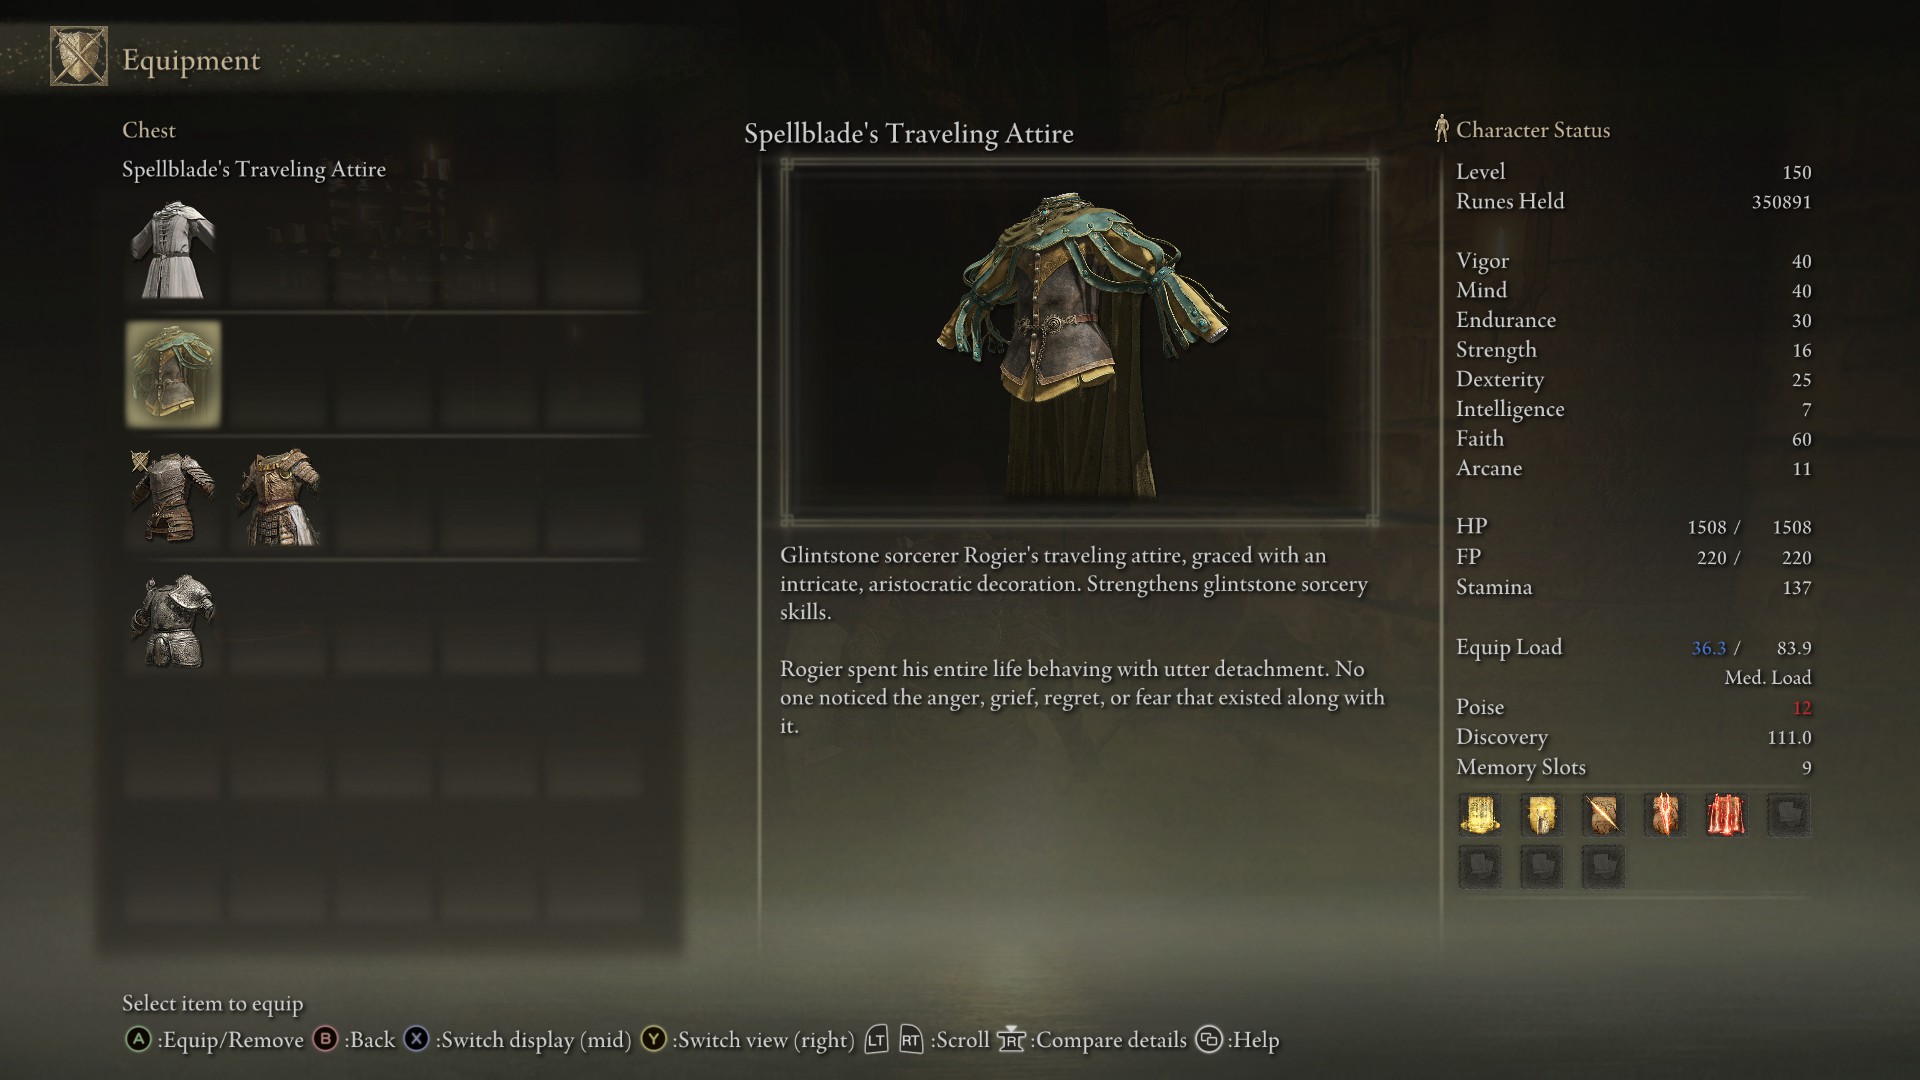 Equipment
Chest
Spellblade's Traveling Attire
Spellblade's Traveling Attire
Glintstone sorcerer Rogier's traveling attire, graced with an
intricate, aristocratic decoration. Strengthens glintstone sorcery
skills.
Rogier spent his entire life behaving with utter detachment. No
one noticed the anger, grief, regret, or fear that existed along with
it.
Character Status
Level 150
Runes Held 350891
Vigor 40
Mind 40
Endurance 30
Strength 16
Dexterity 25
Intelligence 7
Faith 60
Arcane 11
HP 1508 / 1508
FP 220 / 220
Stamina 137
Equip Load 36.3 / 83.9
Med. Load
Poise 12
Discovery 111.0
Memory Slots 9
Select item to equip
A :Equip/Remove B :Back X :Switch display (mid) Y :Switch view (right) LT RT :Scroll R :Compare details :Help